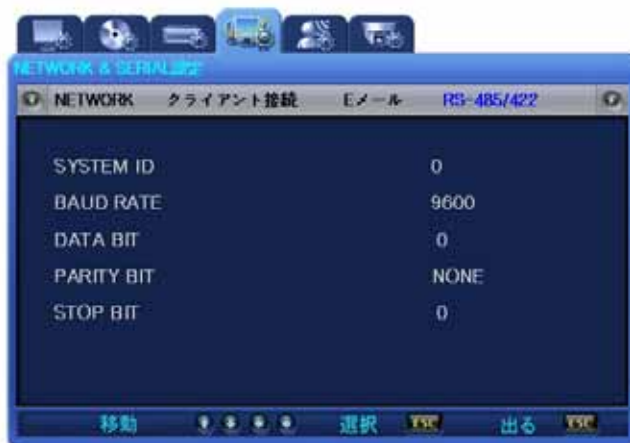 NETWORK & SERIAL設定
NETWORK クライアント接続 Eメール RS-485/422
SYSTEM ID 0
BAUD RATE 9600
DATA BIT 0
PARITY BIT NONE
STOP BIT 0
移動 選択 出る ESC